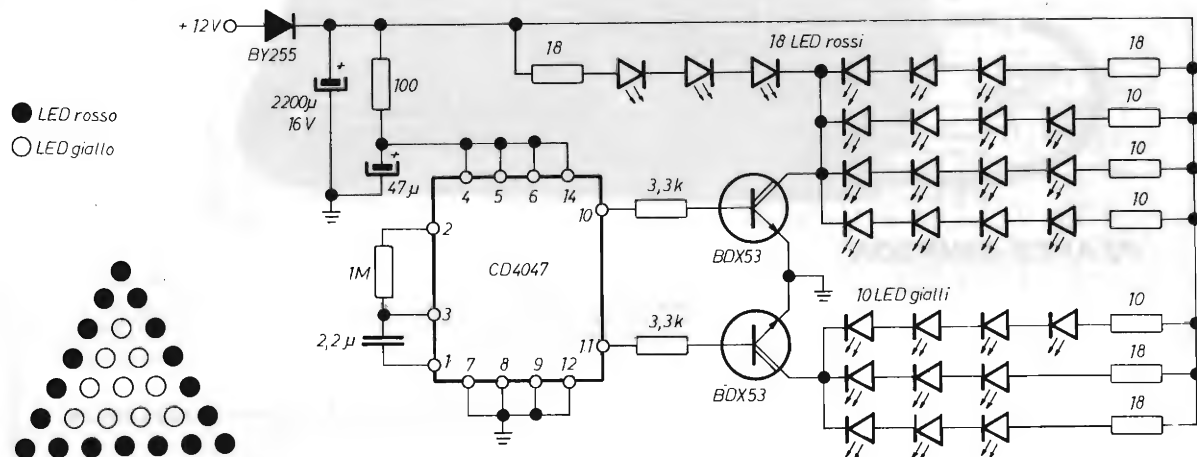 + 12V
BY255
2200µ
16 V
100
47µ
18
18 LED rossi
18
10
10
10
LED rosso
LED giallo
4
5
6
14
2
10
3,3k
BDX53
1M
CD4047
3
2,2µ
1
11
3,3k
BDX53
7
8
9
12
10 LED gialli
10
18
18